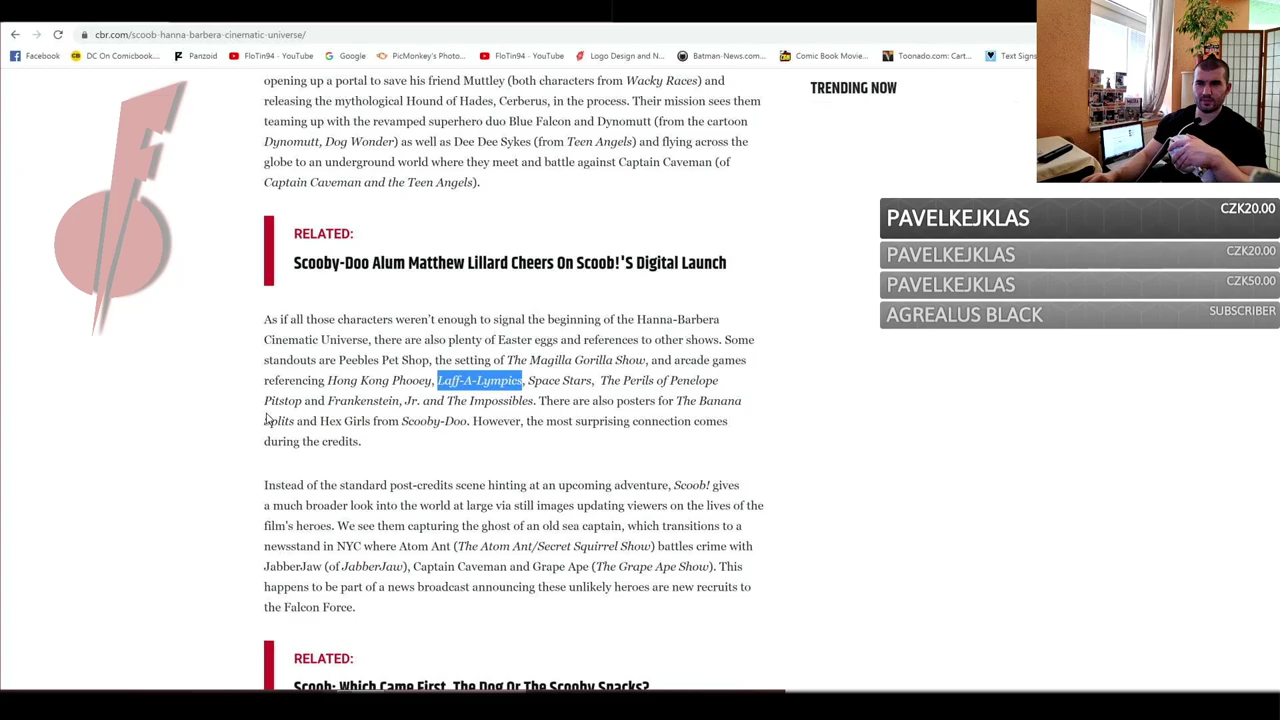 cbr.com/scoob-hanna-barbera-cinematic-universe/
Facebook
DC On Comicbook...
Panzoid
FloTin94 - YouTube
Google
PicMonkey's Photo...
FloTin94 - YouTube
Logo Design and N...
Batman-News.com...
Comic Book Movie...
Toonado.com: Cart...
Text Signs
opening up a portal to save his friend Muttley (both characters from Wacky Races) and
releasing the mythological Hound of Hades, Cerberus, in the process. Their mission sees them
teaming up with the revamped superhero duo Blue Falcon and Dynomutt (from the cartoon
Dynomutt, Dog Wonder) as well as Dee Dee Sykes (from Teen Angels) and flying across the
globe to an underground world where they meet and battle against Captain Caveman (of
Captain Caveman and the Teen Angels).
TRENDING NOW
RELATED:
Scooby-Doo Alum Matthew Lillard Cheers On Scoob!'S Digital Launch
As if all those characters weren't enough to signal the beginning of the Hanna-Barbera
Cinematic Universe, there are also plenty of Easter eggs and references to other shows. Some
standouts are Peebles Pet Shop, the setting of The Magilla Gorilla Show, and arcade games
referencing Hong Kong Phooey, Laff-A-Lympics, Space Stars, The Perils of Penelope
Pitstop and Frankenstein, Jr. and The Impossibles. There are also posters for The Banana
Splits and Hex Girls from Scooby-Doo. However, the most surprising connection comes
during the credits.
Instead of the standard post-credits scene hinting at an upcoming adventure, Scoob! gives
a much broader look into the world at large via still images updating viewers on the lives of the
film's heroes. We see them capturing the ghost of an old sea captain, which transitions to a
newsstand in NYC where Atom Ant (The Atom Ant/Secret Squirrel Show) battles crime with
JabberJaw (of JabberJaw), Captain Caveman and Grape Ape (The Grape Ape Show). This
happens to be part of a news broadcast announcing these unlikely heroes are new recruits to
the Falcon Force.
RELATED:
Scoob: Which Came First, The Dog Or The Scooby Snacks?
PAVELKEJKLAS CZK20.00
PAVELKEJKLAS CZK20.00
PAVELKEJKLAS CZK50.00
AGREALUS BLACK SUBSCRIBER